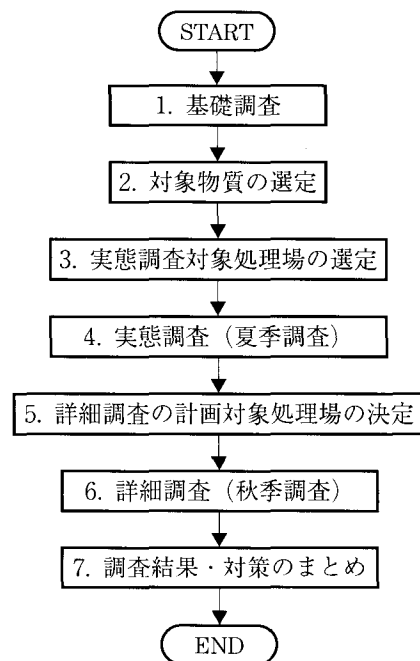 START
1. 基礎調査
2. 対象物質の選定
3. 実態調査対象処理場の選定
4. 実態調査（夏季調査）
5. 詳細調査の計画対象処理場の決定
6. 詳細調査（秋季調査）
7. 調査結果・対策のまとめ
END